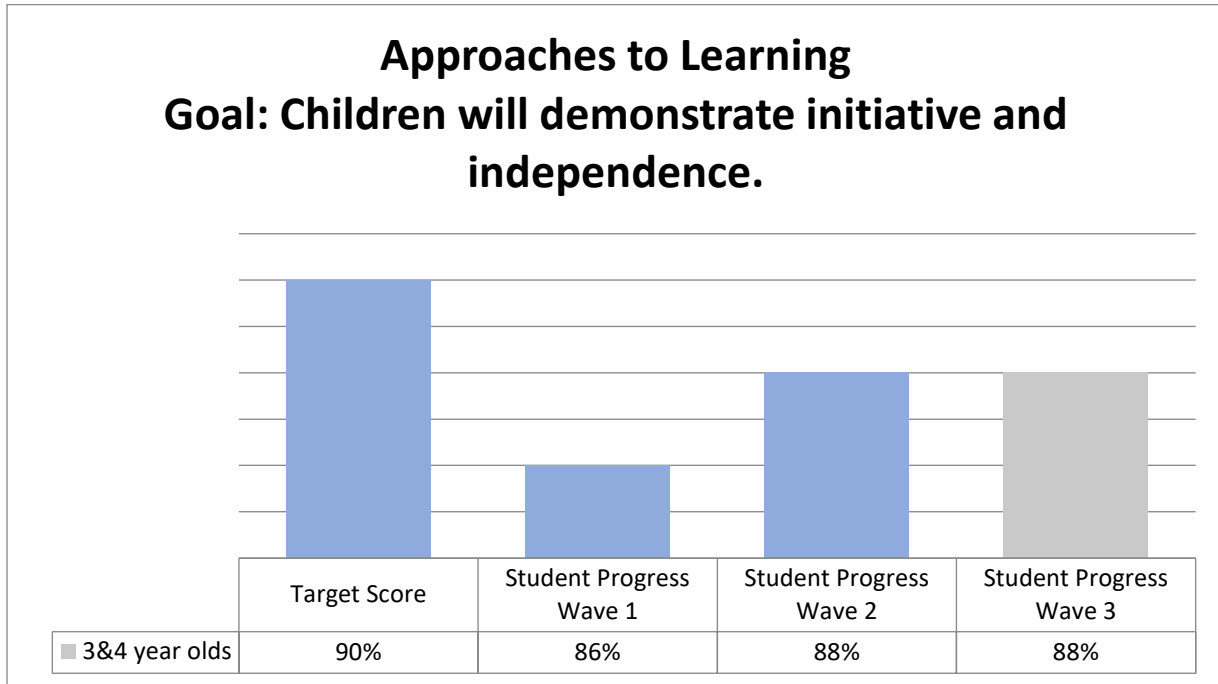 Approaches to Learning
Goal: Children will demonstrate initiative and
independence.
Target Score
Student Progress
Wave 1
Student Progress
Wave 2
Student Progress
Wave 3
3&4 year olds 90% 86% 88% 88%